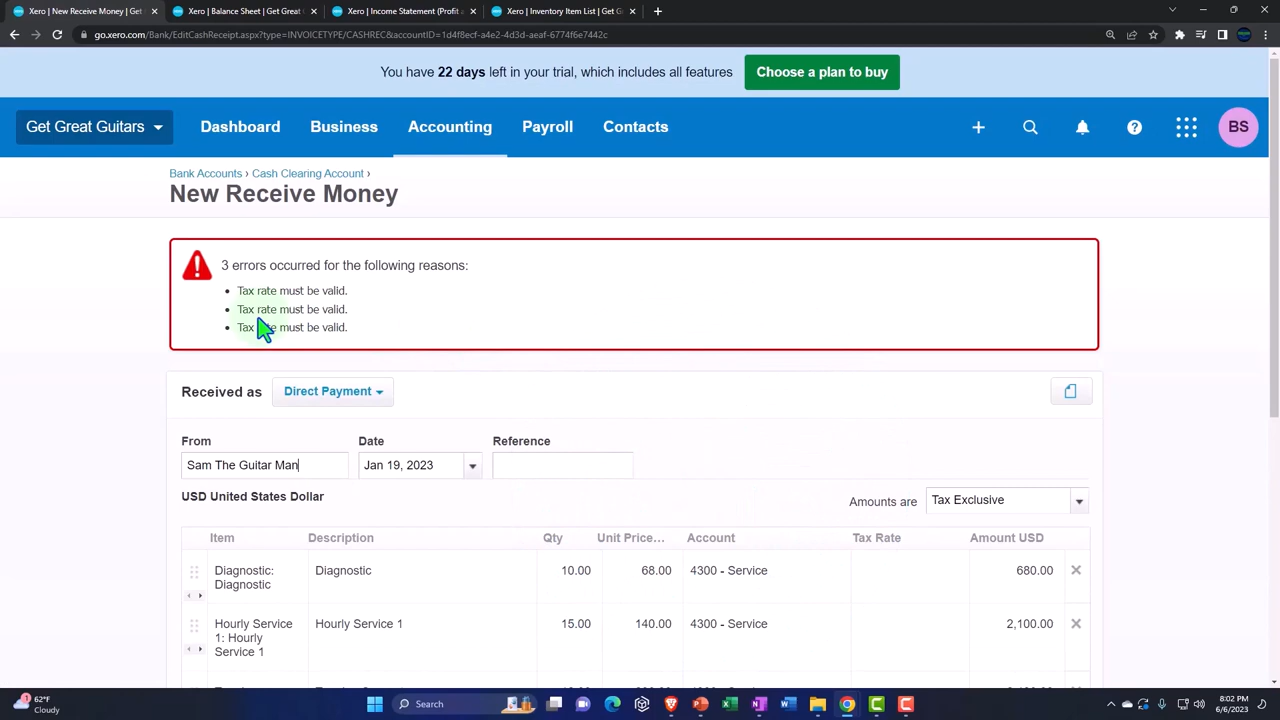 Xero | New Receive Money | Get
Xero | Balance Sheet | Get Great
Xero | Income Statement (Profit a
Xero | Inventory Item List | Get G
go.xero.com/Bank/EditCashReceipt.aspx?type=INVOICETYPE/CASHREC&accountID=1d4f8ecf-a4e2-4d3d-aeaf-6774f6e7442c
You have 22 days left in your trial, which includes all features
Choose a plan to buy
Get Great Guitars
Dashboard
Business
Accounting
Payroll
Contacts
BS
Bank Accounts › Cash Clearing Account ›
New Receive Money
3 errors occurred for the following reasons:
• Tax rate must be valid.
• Tax rate must be valid.
• Tax rate must be valid.
Received as Direct Payment
From Date Reference
Sam The Guitar Man Jan 19, 2023
USD United States Dollar
Amounts are Tax Exclusive
Item Description Qty Unit Price... Account Tax Rate Amount USD
Diagnostic: Diagnostic 10.00 68.00 4300 - Service 680.00
Diagnostic
Hourly Service Hourly Service 1 15.00 140.00 4300 - Service 2,100.00
1: Hourly
Service 1
62°F
Cloudy
Search
8:02 PM
6/6/2023